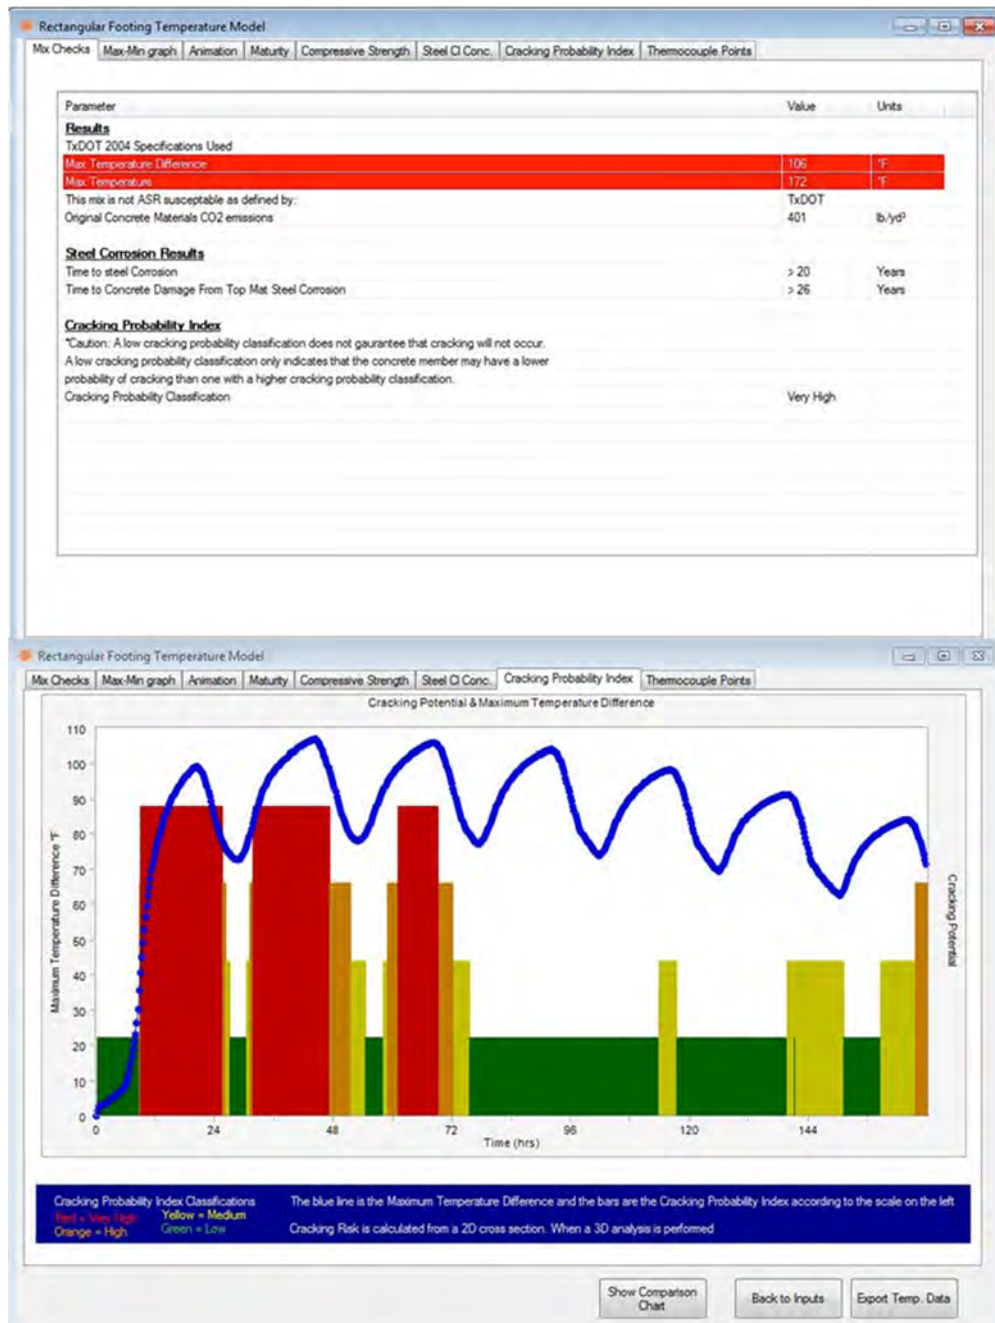 Rectangular Footing Temperature Model
Mix Checks Max-Min graph Animation Maturity Compressive Strength Steel Cl Conc. Cracking Probability Index Thermocouple Points
Parameter Value Units
Results
TxDOT 2004 Specifications Used
Max Temperature Difference 106 °F
Max Temperature 172 °F
This mix is not ASR susceptable as defined by: TxDOT
Original Concrete Materials CO2 emissions 401 lb/yd³
Steel Corrosion Results
Time to steel Corrosion > 20 Years
Time to Concrete Damage From Top Mat Steel Corrosion > 26 Years
Cracking Probability Index
*Caution: A low cracking probability classification does not gaurantee that cracking will not occur.
A low cracking probability classification only indicates that the concrete member may have a lower
probability of cracking than one with a higher cracking probability classification.
Cracking Probability Classification Very High
Rectangular Footing Temperature Model
Mix Checks Max-Min graph Animation Maturity Compressive Strength Steel Cl Conc. Cracking Probability Index Thermocouple Points
Cracking Potential & Maximum Temperature Difference
Maximum Temperature Difference °F
110
100
90
80
70
60
50
40
30
20
10
0
Cracking Potential
0 24 48 72 96 120 144
Time (hrs)
Cracking Probability Index Classifications The blue line is the Maximum Temperature Difference and the bars are the Cracking Probability Index according to the scale on the left
Red = Very High Yellow = Medium
Orange = High Green = Low Cracking Risk is calculated from a 2D cross section. When a 3D analysis is performed
Show Comparison
Chart
Back to Inputs
Export Temp. Data